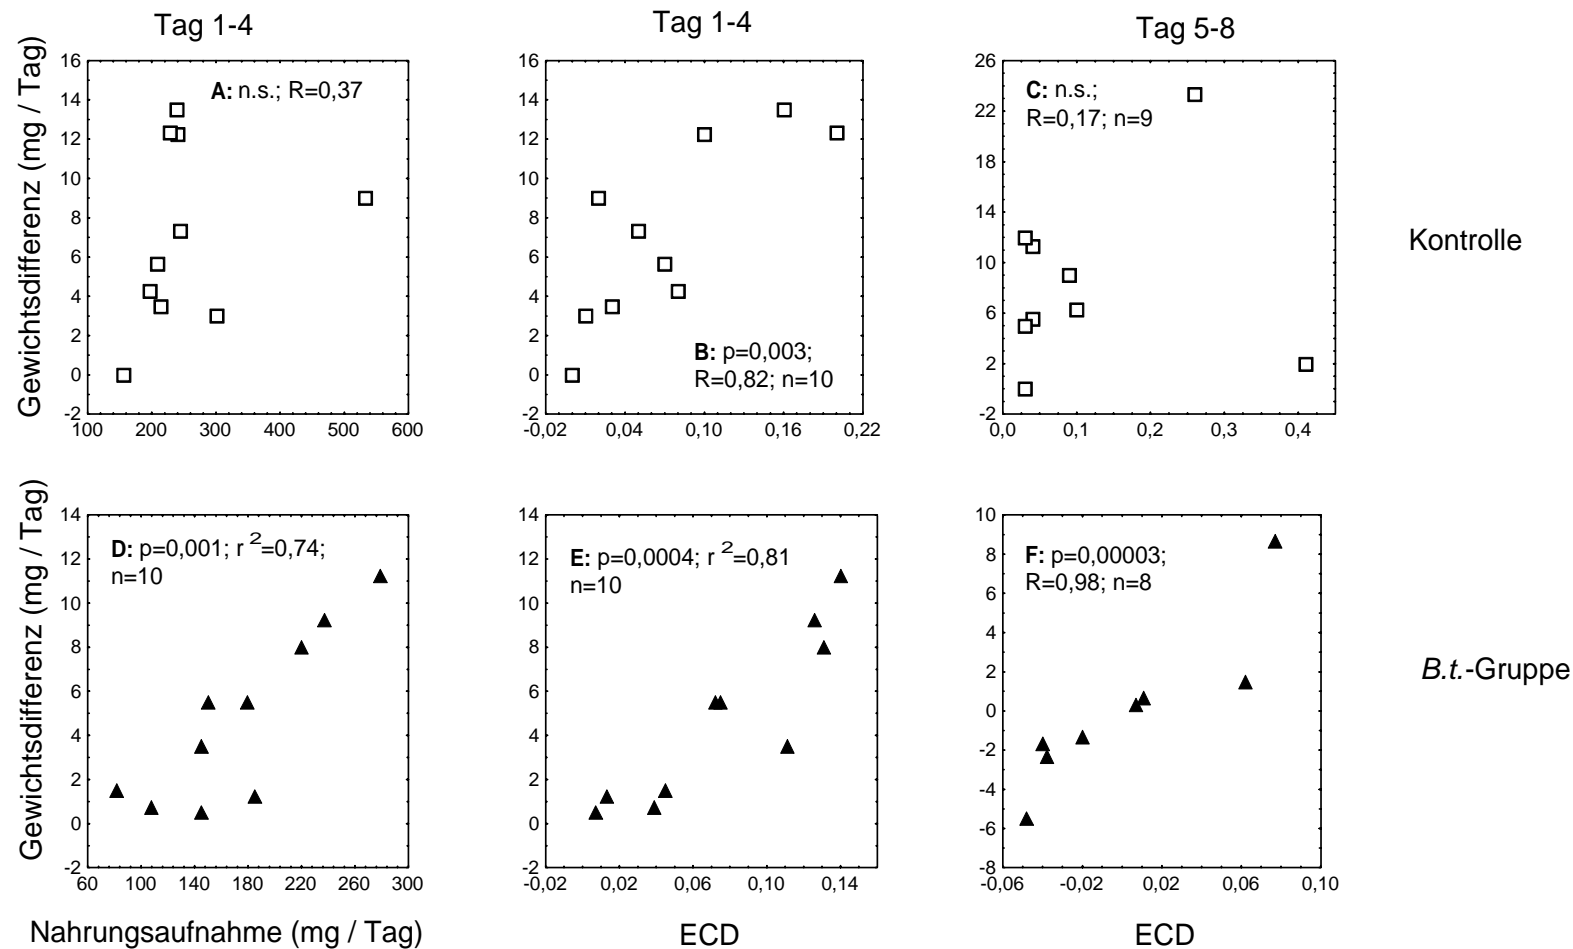 Tag 1-4
Tag 1-4
Tag 5-8
Gewichtsdifferenz (mg / Tag)
16
14
12
10
8
6
4
2
0
-2
100 200 300 400 500 600
A: n.s.; R=0,37
16
14
12
10
8
6
4
2
0
-2
-0,02 0,04 0,10 0,16 0,22
B: p=0,003;
R=0,82; n=10
26
22
18
14
10
6
2
-2
0,0 0,1 0,2 0,3 0,4
C: n.s.;
R=0,17; n=9
Kontrolle
Gewichtsdifferenz (mg / Tag)
14
12
10
8
6
4
2
0
-2
60 100 140 180 220 260 300
D: p=0,001; r ²=0,74;
n=10
Nahrungsaufnahme (mg / Tag)
14
12
10
8
6
4
2
0
-2
-0,02 0,02 0,06 0,10 0,14
E: p=0,0004; r ²=0,81
n=10
ECD
10
8
6
4
2
0
-2
-4
-6
-8
-0,06 -0,02 0,02 0,06 0,10
F: p=0,00003;
R=0,98; n=8
ECD
B.t.-Gruppe